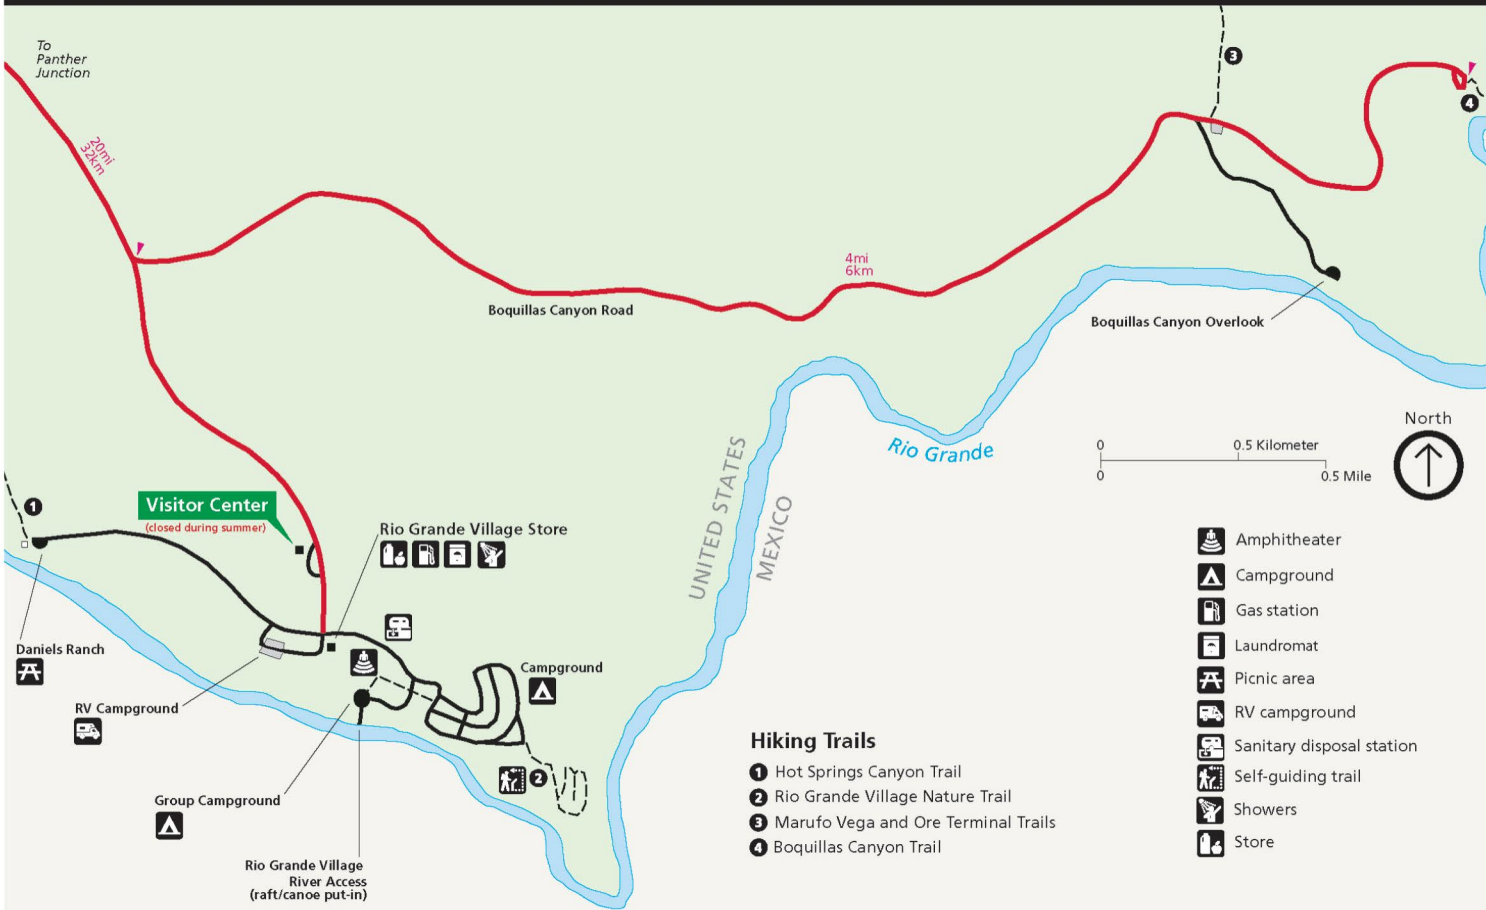 To
Panther
Junction
3
4
20mi
32km
4mi
6km
Boquillas Canyon Road
Boquillas Canyon Overlook
Rio Grande
UNITED STATES
MEXICO
North
0
0.5 Kilometer
0
0.5 Mile
1
Visitor Center
(closed during summer)
Rio Grande Village Store
Daniels Ranch
RV Campground
Campground
2
Group Campground
Rio Grande Village
River Access
(raft/canoe put-in)
Hiking Trails
1 Hot Springs Canyon Trail
2 Rio Grande Village Nature Trail
3 Marufo Vega and Ore Terminal Trails
4 Boquillas Canyon Trail
Amphitheater
Campground
Gas station
Laundromat
Picnic area
RV campground
Sanitary disposal station
Self-guiding trail
Showers
Store